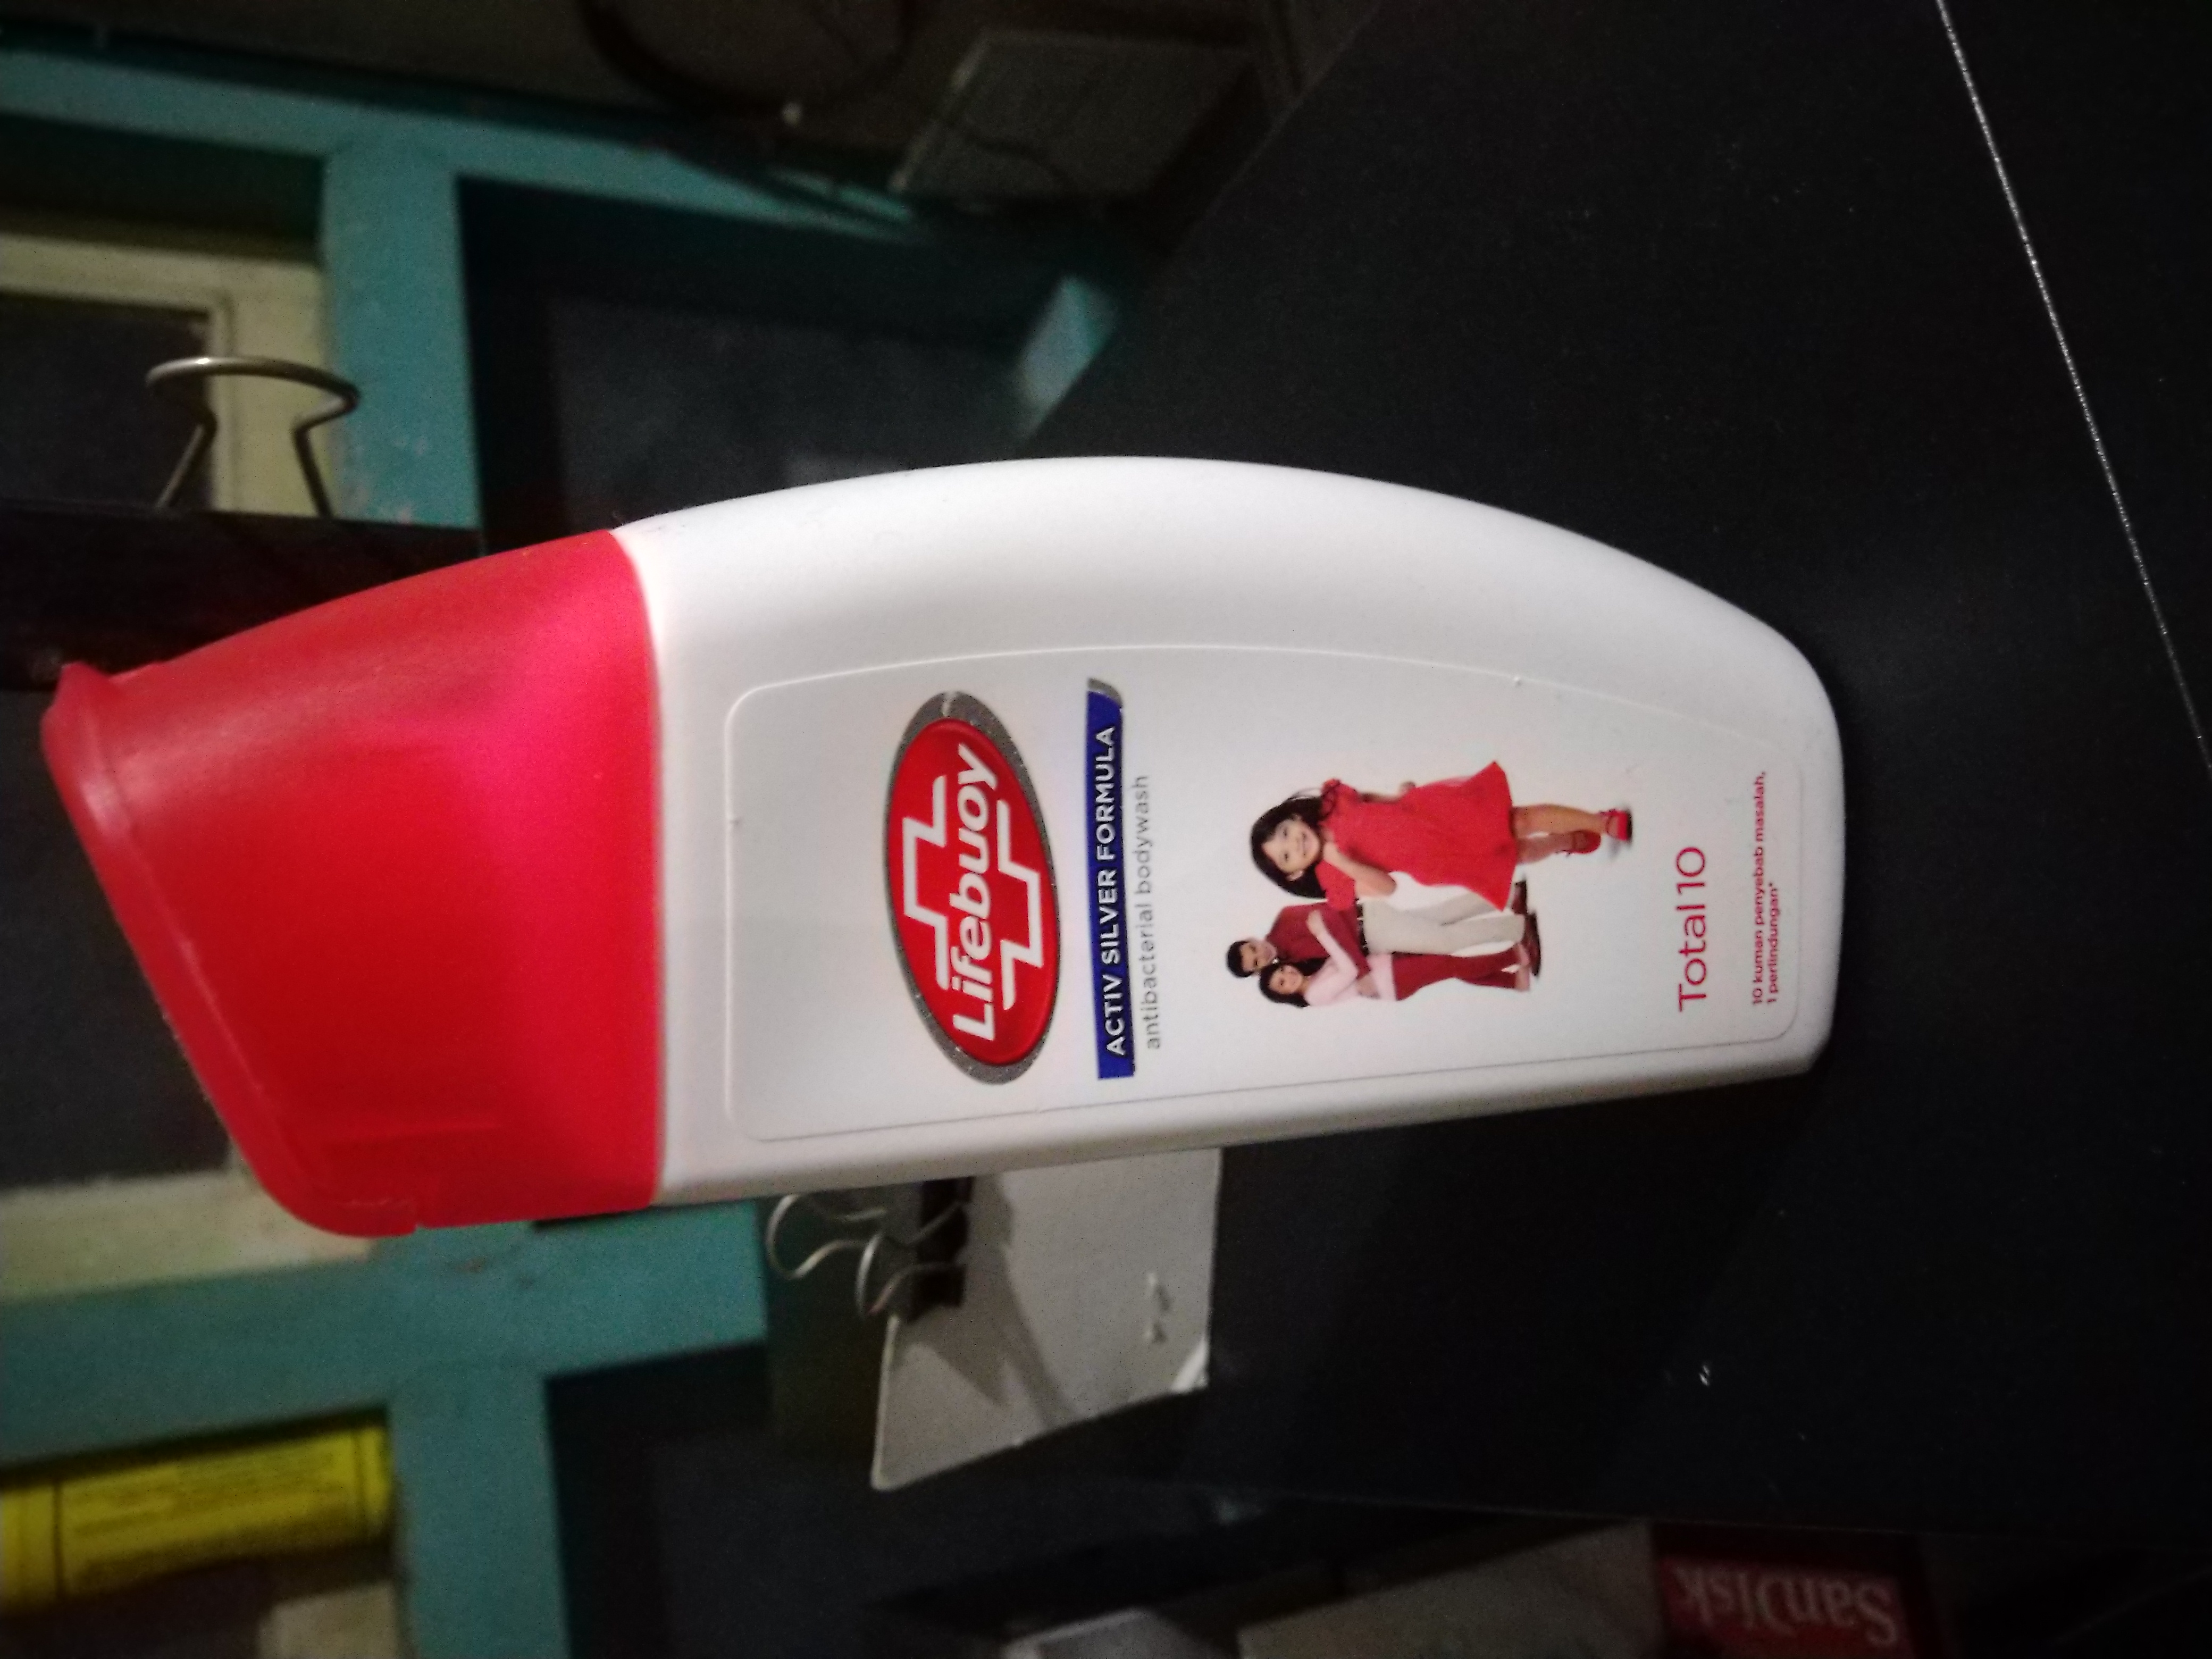 Lifebuoy
ACTIV SILVER FORMULA
antibacterial bodywash
Total 10
10 kuman penyebab masalah,
1 perlindungan*
SanDisk